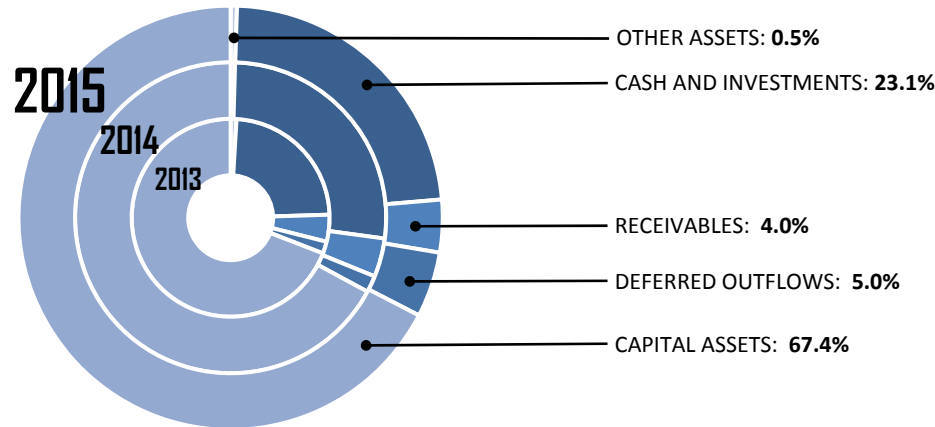 OTHER ASSETS: 0.5%
2015
CASH AND INVESTMENTS: 23.1%
2014
2013
RECEIVABLES: 4.0%
DEFERRED OUTFLOWS: 5.0%
CAPITAL ASSETS: 67.4%